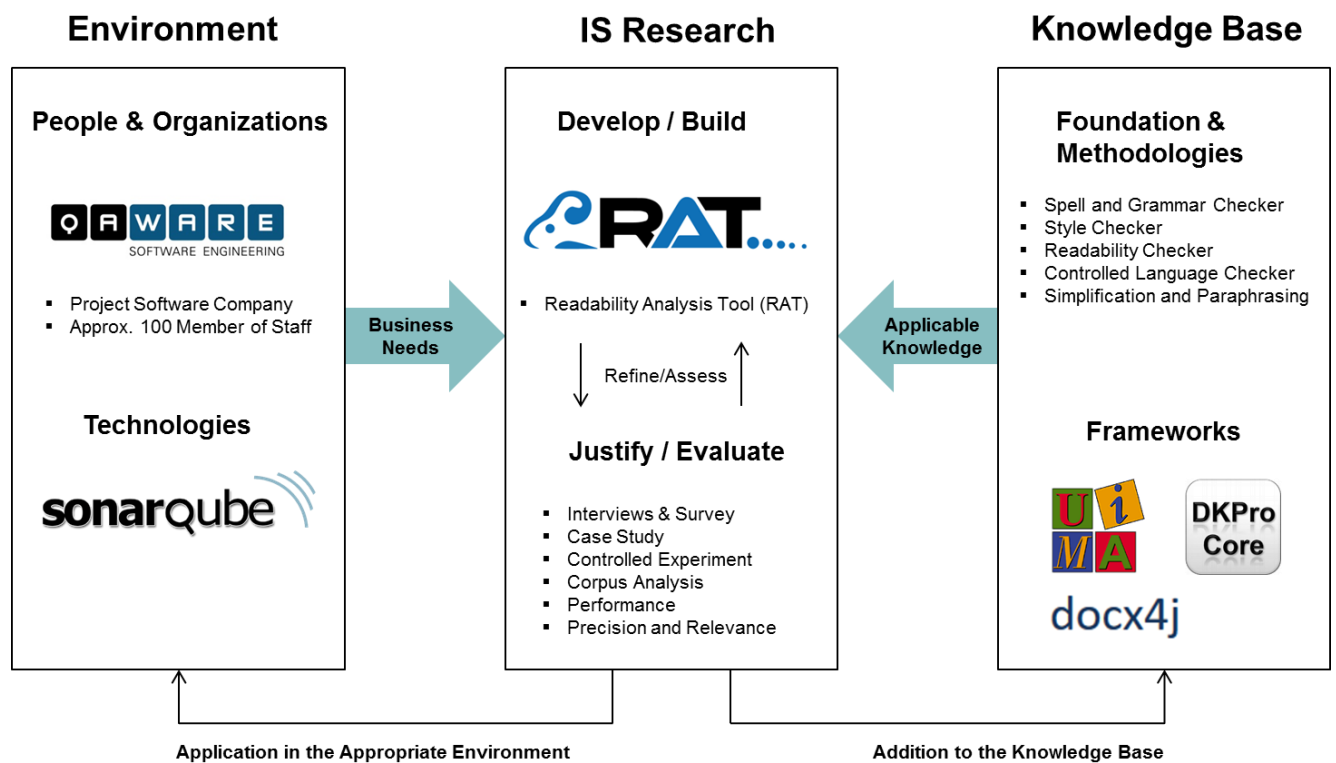 Environment
IS Research
Knowledge Base
People & Organizations
QAWARE
SOFTWARE ENGINEERING
Project Software Company
Approx. 100 Member of Staff
Technologies
sonarqube
Business
Needs
Develop / Build
RAT.....
Readability Analysis Tool (RAT)
Refine/Assess
Justify / Evaluate
Interviews & Survey
Case Study
Controlled Experiment
Corpus Analysis
Performance
Precision and Relevance
Applicable
Knowledge
Foundation &
Methodologies
Spell and Grammar Checker
Style Checker
Readability Checker
Controlled Language Checker
Simplification and Paraphrasing
Frameworks
UiMA
DKPro
Core
docx4j
Application in the Appropriate Environment
Addition to the Knowledge Base